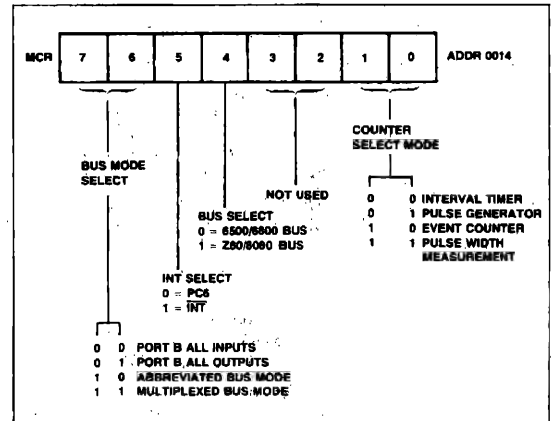 MCR 7 6 5 4 3 2 1 0 ADDR 0014
COUNTER
SELECT MODE
BUS MODE
SELECT
NOT USED
0 0 INTERVAL TIMER
0 1 PULSE GENERATOR
1 0 EVENT COUNTER
1 1 PULSE WIDTH
MEASUREMENT
BUS SELECT
0 = 6500/6800 BUS
1 = Z80/8080 BUS
INT SELECT
0 = PC6
1 = INT
0 0 PORT B ALL INPUTS
0 1 PORT B ALL OUTPUTS
1 0 ABBREVIATED BUS MODE
1 1 MULTIPLEXED BUS MODE